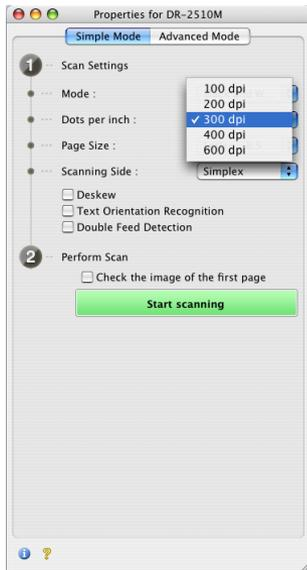 Properties for DR-2510M
Simple Mode Advanced Mode
1 Scan Settings
Mode :
100 dpi
200 dpi
Dots per inch :
✓ 300 dpi
400 dpi
Page Size :
600 dpi
Scanning Side : Simplex
Deskew
Text Orientation Recognition
Double Feed Detection
2 Perform Scan
Check the image of the first page
Start scanning